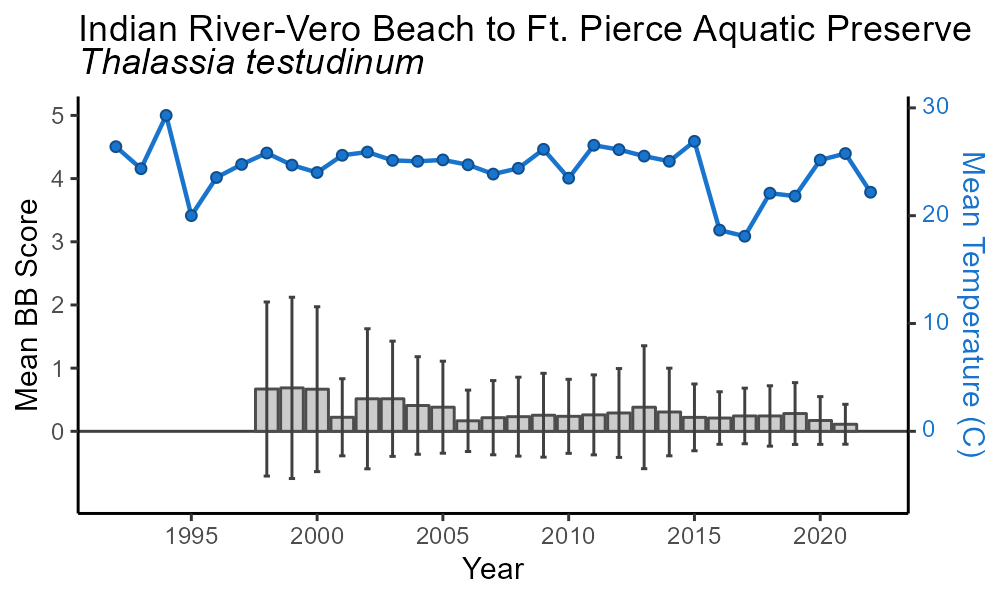 Indian River-Vero Beach to Ft. Pierce Aquatic Preserve
Thalassia testudinum
5
4
3
2
1
0
Mean BB Score
30
20
10
0
Mean Temperature (C)
1995 2000 2005 2010 2015 2020
Year